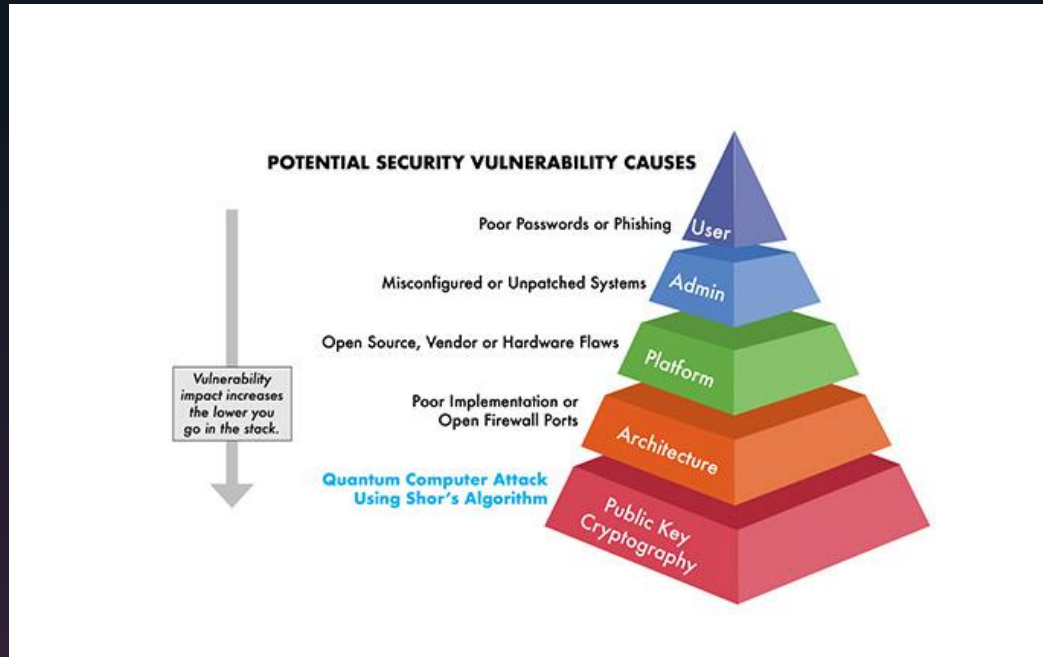 POTENTIAL SECURITY VULNERABILITY CAUSES
Poor Passwords or Phishing
User
Misconfigured or Unpatched Systems
Admin
Open Source, Vendor or Hardware Flaws
Platform
Vulnerability
impact increases
the lower you
go in the stack.
Poor Implementation or
Open Firewall Ports
Architecture
Quantum Computer Attack
Using Shor's Algorithm
Public Key
Cryptography